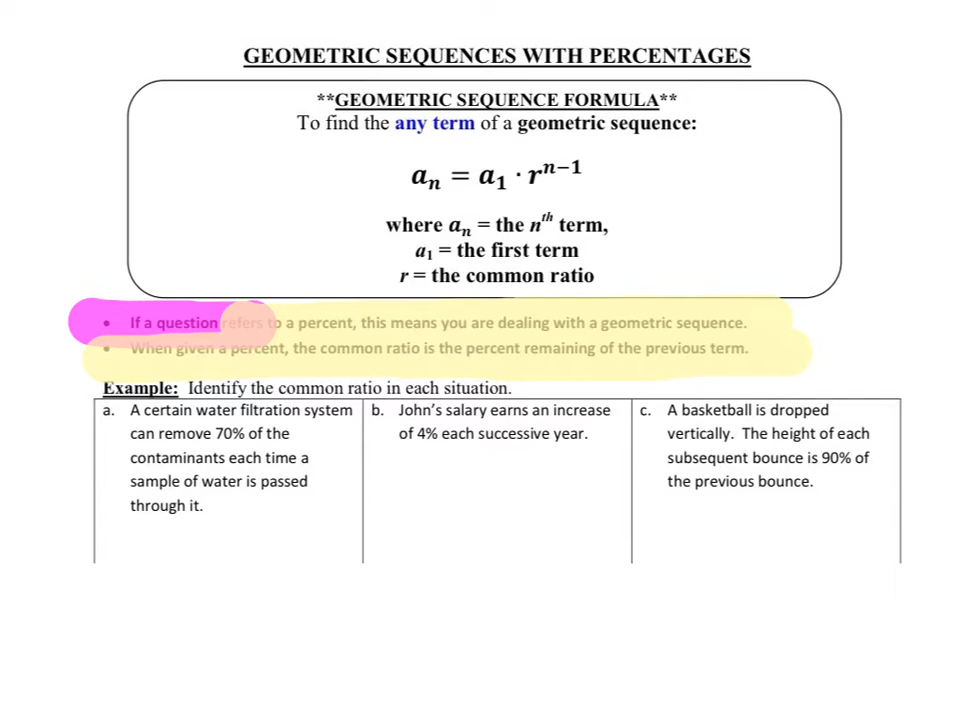 GEOMETRIC SEQUENCES WITH PERCENTAGES
**GEOMETRIC SEQUENCE FORMULA**
To find the any term of a geometric sequence:
aₙ = a₁ · rⁿ⁻¹
where aₙ = the nᵗʰ term,
a₁ = the first term
r = the common ratio
• If a question refers to a percent, this means you are dealing with a geometric sequence.
• When given a percent, the common ratio is the percent remaining of the previous term.
Example: Identify the common ratio in each situation.
a. A certain water filtration system
can remove 70% of the
contaminants each time a
sample of water is passed
through it.
b. John’s salary earns an increase
of 4% each successive year.
c. A basketball is dropped
vertically. The height of each
subsequent bounce is 90% of
the previous bounce.